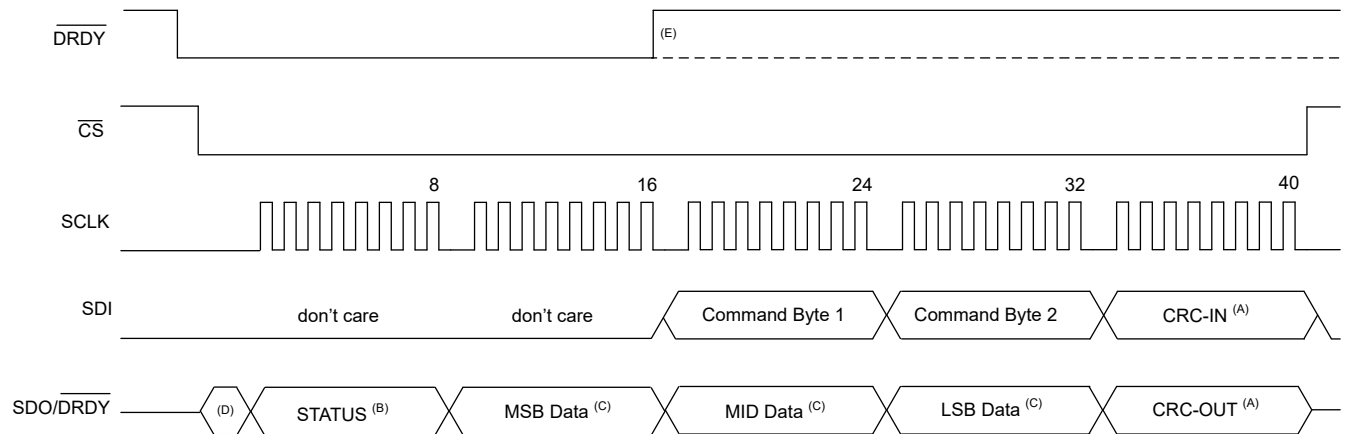 DRDY
(E)
CS
8 16 24 32 40
SCLK
SDI don't care don't care Command Byte 1 Command Byte 2 CRC-IN (A)
SDO/DRDY (D) STATUS (B) MSB Data (C) MID Data (C) LSB Data (C) CRC-OUT (A)